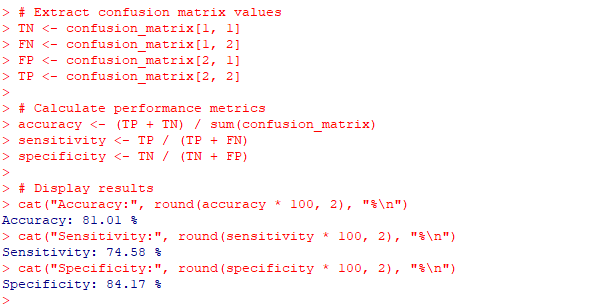 > # Extract confusion matrix values
> TN <- confusion_matrix[1, 1]
> FN <- confusion_matrix[1, 2]
> FP <- confusion_matrix[2, 1]
> TP <- confusion_matrix[2, 2]
>
> # Calculate performance metrics
> accuracy <- (TP + TN) / sum(confusion_matrix)
> sensitivity <- TP / (TP + FN)
> specificity <- TN / (TN + FP)
>
> # Display results
> cat("Accuracy:", round(accuracy * 100, 2), "%\n")
Accuracy: 81.01 %
> cat("Sensitivity:", round(sensitivity * 100, 2), "%\n")
Sensitivity: 74.58 %
> cat("Specificity:", round(specificity * 100, 2), "%\n")
Specificity: 84.17 %
>